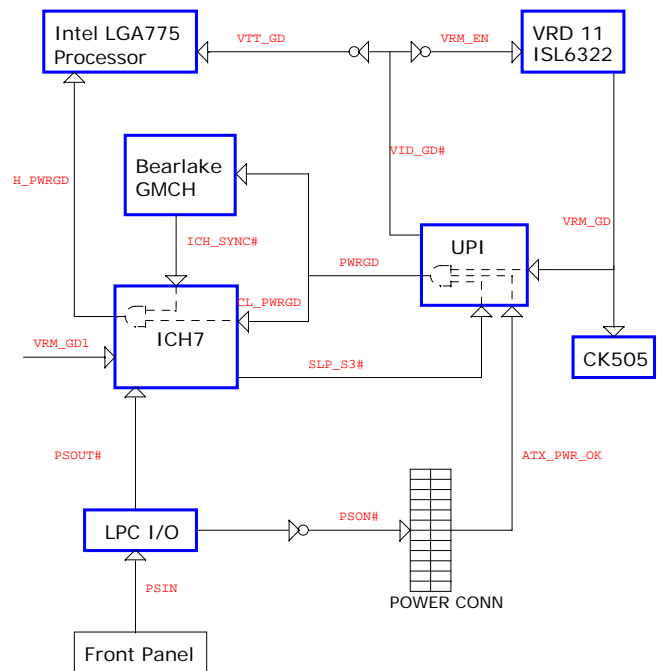 Intel LGA775
Processor
VTT_GD
VRM_EN
VRD 11
ISL6322
H_PWRGD
Bearlake
GMCH
VID_GD#
ICH_SYNC#
VRM_GD
UPI
PWRGD
CL_PWRGD
ICH7
VRM_GD1
SLP_S3#
CK505
PSOUT#
ATX_PWR_OK
LPC I/O
PSON#
PSIN
POWER CONN
Front Panel